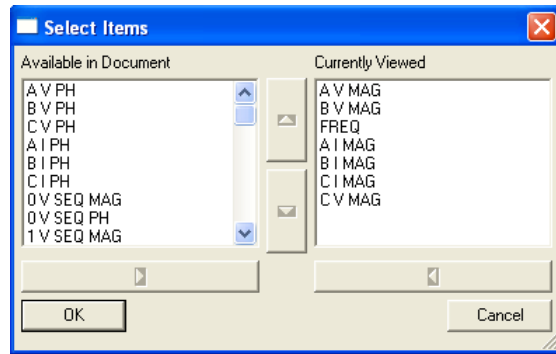 Select Items
Available in Document
A V PH
B V PH
C V PH
A I PH
B I PH
C I PH
0 V SEQ MAG
0 V SEQ PH
1 V SEQ MAG
Currently Viewed
A V MAG
B V MAG
FREQ
A I MAG
B I MAG
C I MAG
C V MAG
OK
Cancel